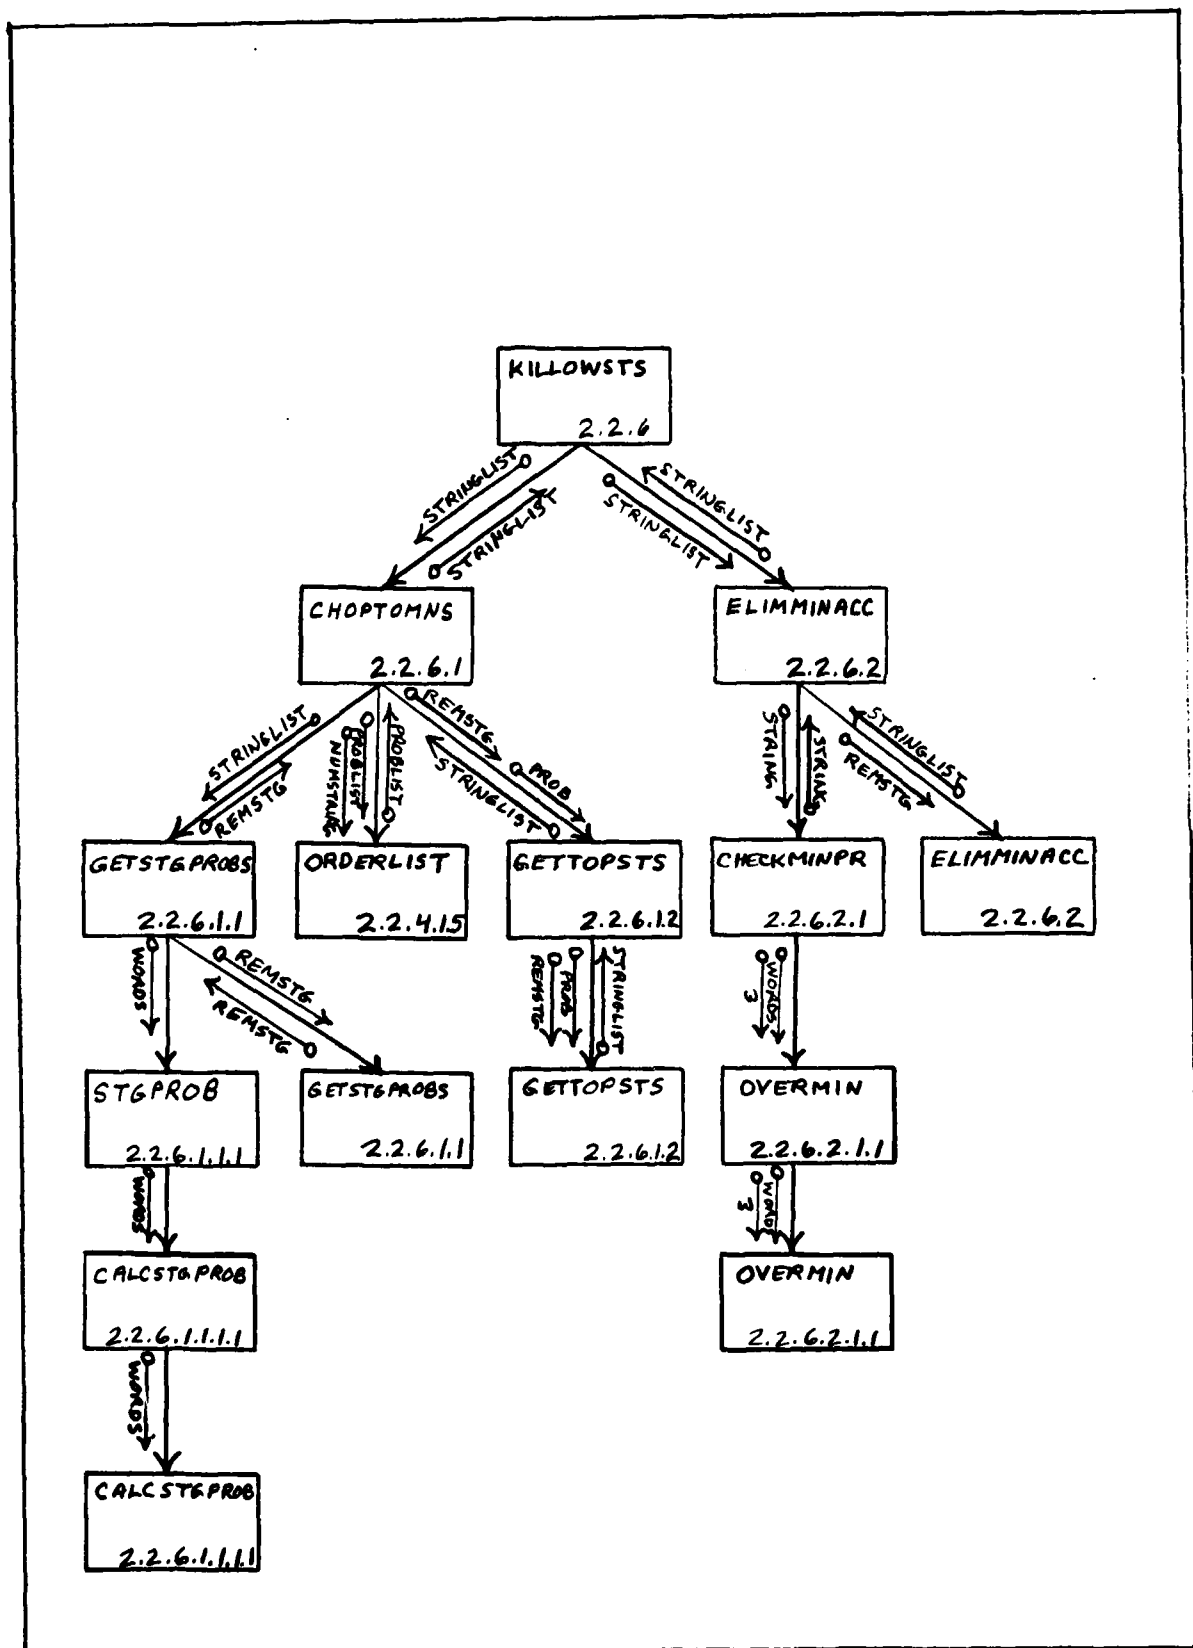 KILLOWSTS
2.2.6
STRINGLIST
STRINGLIST
STRINGLIST
STRINGLIST
CHOPTOMNS
2.2.6.1
ELIMMINACC
2.2.6.2
STRINGLIST
REMSTG
NUMSTRING
PROBLIST
PROBLIST
REMSTG
PROB
STRINGLIST
STRING
STRING
STRINGLIST
REMSTG
GETSTGPROBS
2.2.6.1.1
ORDERLIST
2.2.4.1.5
GETTOPSTS
2.2.6.1.2
CHECKMINPR
2.2.6.2.1
ELIMMINACC
2.2.6.2
WORDS
REMSTG
REMSTG
REMSTG
PROB
STRINGLIST
3
WORDS
STGPROB
2.2.6.1.1.1
GETSTGPROBS
2.2.6.1.1
GETTOPSTS
2.2.6.1.2
OVERMIN
2.2.6.2.1.1
WORDS
3
WORDS
CALCSTGPROB
2.2.6.1.1.1.1
OVERMIN
2.2.6.2.1.1
WORDS
CALCSTGPROB
2.2.6.1.1.1.1